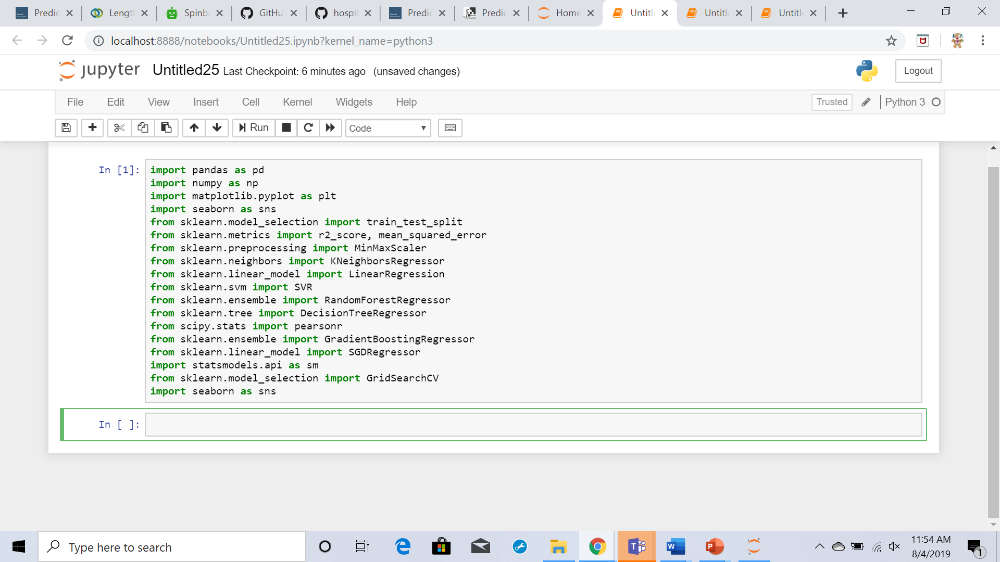 Predic
Length
Spinb
GitHu
hospit
Predic
Predic
Home
Untitle
Untitle
Untitle
localhost:8888/notebooks/Untitled25.ipynb?kernel_name=python3
jupyter Untitled25 Last Checkpoint: 6 minutes ago (unsaved changes)
Logout
File Edit View Insert Cell Kernel Widgets Help
Trusted
Python 3
Run
Code
In [1]:
import pandas as pd
import numpy as np
import matplotlib.pyplot as plt
import seaborn as sns
from sklearn.model_selection import train_test_split
from sklearn.metrics import r2_score, mean_squared_error
from sklearn.preprocessing import MinMaxScaler
from sklearn.neighbors import KNeighborsRegressor
from sklearn.linear_model import LinearRegression
from sklearn.svm import SVR
from sklearn.ensemble import RandomForestRegressor
from sklearn.tree import DecisionTreeRegressor
from scipy.stats import pearsonr
from sklearn.ensemble import GradientBoostingRegressor
from sklearn.linear_model import SGDRegressor
import statsmodels.api as sm
from sklearn.model_selection import GridSearchCV
import seaborn as sns
In [ ]:
Type here to search
11:54 AM
8/4/2019
1